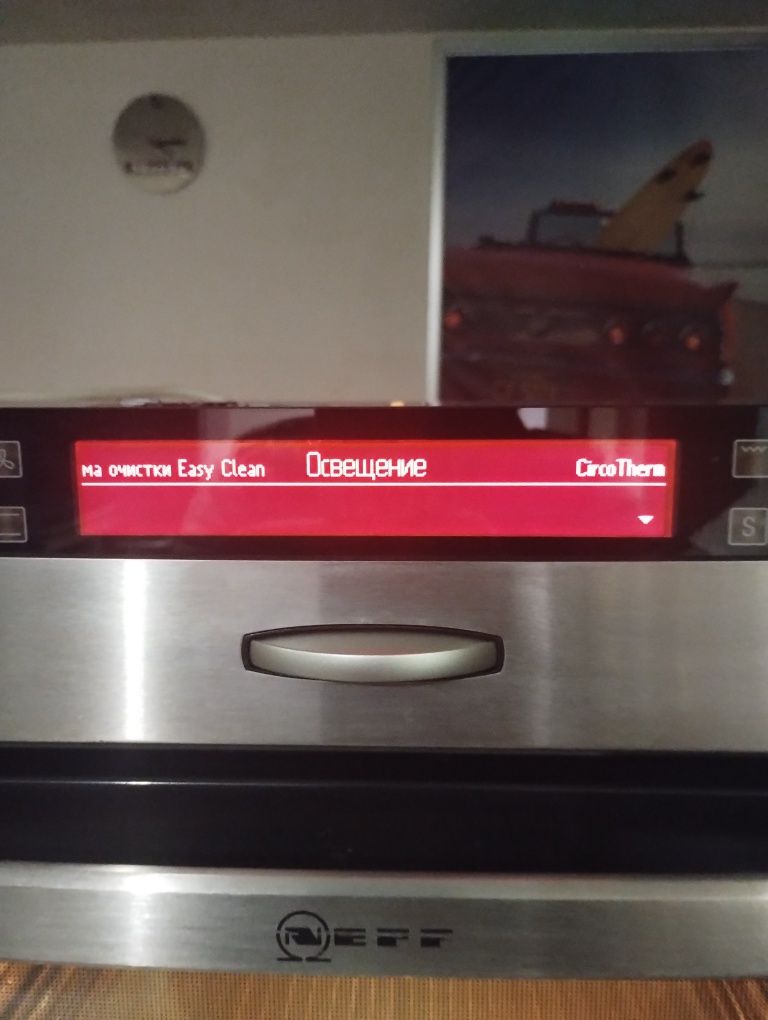 ма очистки Easy Clean Освещение CircoTherm
S
NEFF